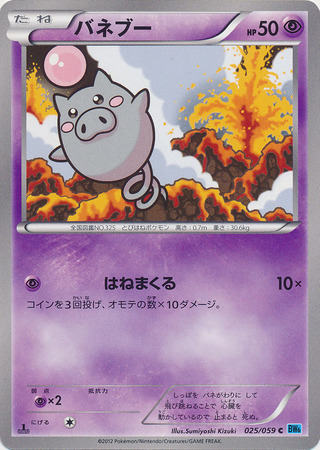 たね
バネブー
HP50
全国図鑑NO.325 とびはねポケモン 高さ:0.7m 重さ:30.6kg
はねまくる 10×
コインを3回投げ、オモテの数×10ダメージ。
弱点 抵抗力
×2
にげる
しっぽを バネがわりに して
飛び跳ねることで 心臓を
動かしているので 止まると 死ぬ。
Illus.Sumiyoshi Kizuki 025/059 C BW6
©2012 Pokémon/Nintendo/Creatures/GAME FREAK.